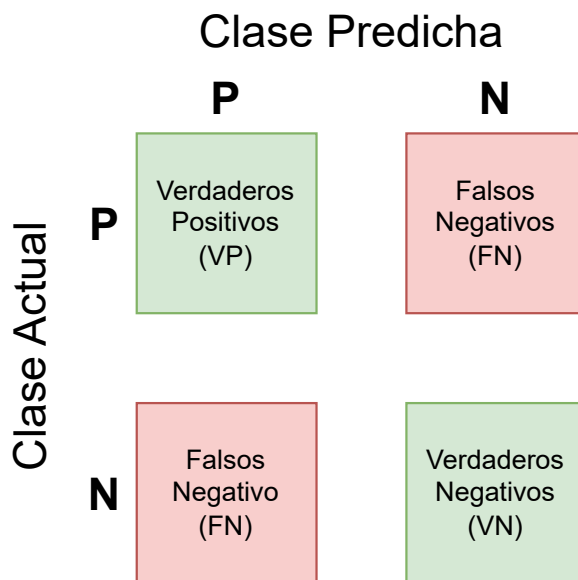 Clase Predicha
P
N
Clase Actual
P
Verdaderos
Positivos
(VP)
Falsos
Negativos
(FN)
N
Falsos
Negativo
(FN)
Verdaderos
Negativos
(VN)